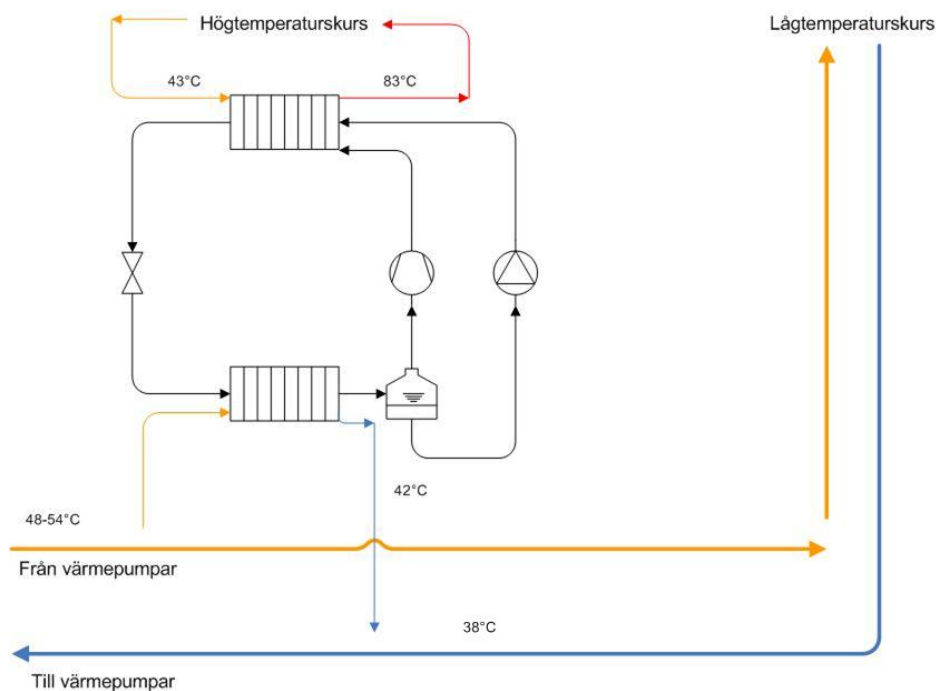 Högtemperaturskurs
Lågtemperaturskurs
43°C
83°C
42°C
48-54°C
Från värmepumpar
38°C
Till värmepumpar